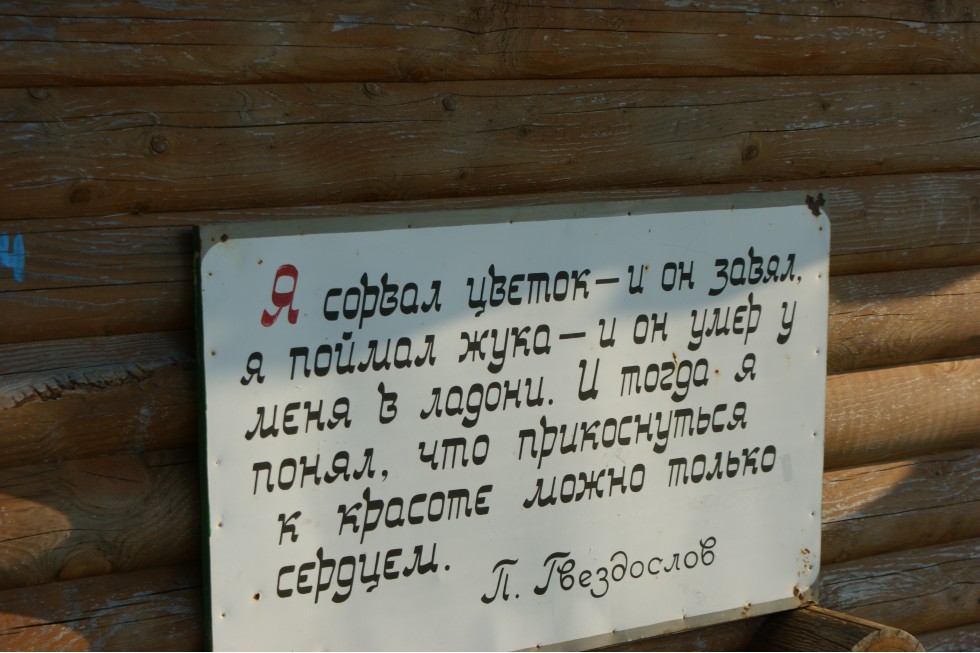 Я сорвал цветок — и он завял,
я поймал жука — и он умер у
меня в ладони. И тогда я
понял, что прикоснуться
к красоте можно только
сердцем.
П. Гвездослов